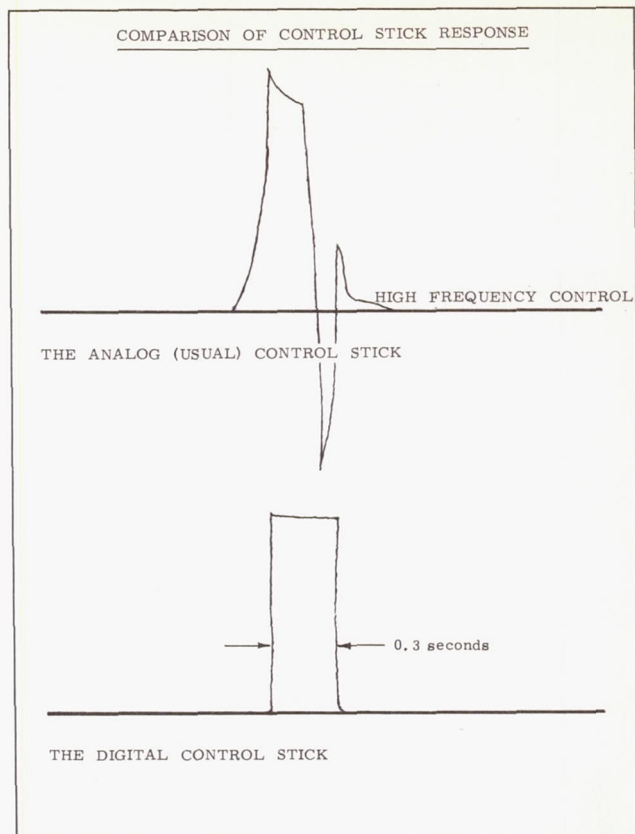 COMPARISON OF CONTROL STICK RESPONSE
HIGH FREQUENCY CONTROL
THE ANALOG (USUAL) CONTROL STICK
0.3 seconds
THE DIGITAL CONTROL STICK